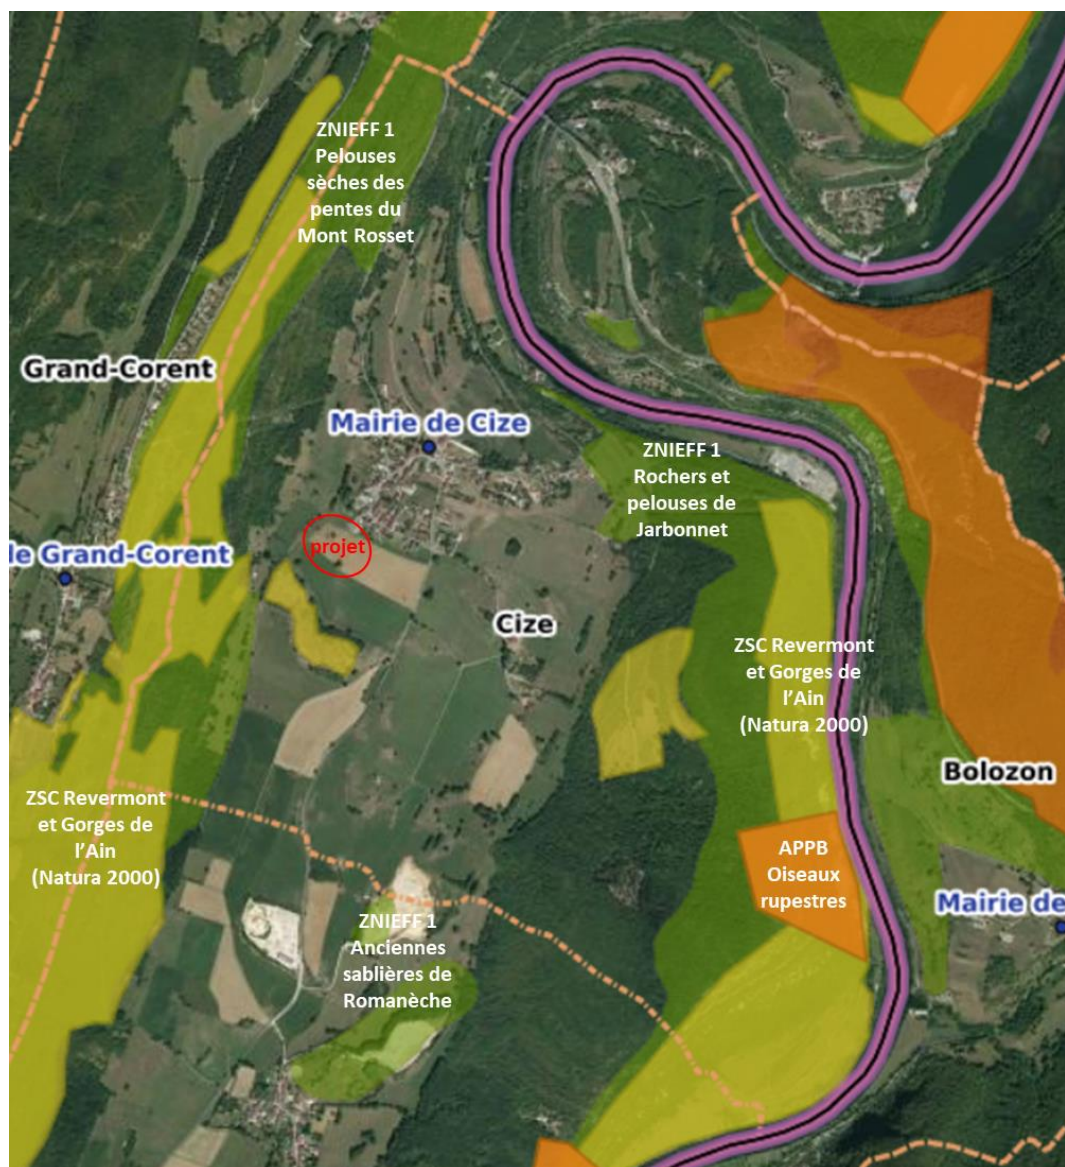 ZNIEFF 1
Pelouses
sèches des
pentes du
Mont Rosset
Grand-Corent
Mairie de Cize
ZNIEFF 1
Rochers et
pelouses de
Jarbonnet
projet
le Grand-Corent
Cize
ZSC Revermont
et Gorges de
l'Ain
(Natura 2000)
Bolozon
ZSC Revermont
et Gorges de
l'Ain
(Natura 2000)
APPB
Oiseaux
rupestres
Mairie de
ZNIEFF 1
Anciennes
sablières de
Romanèche